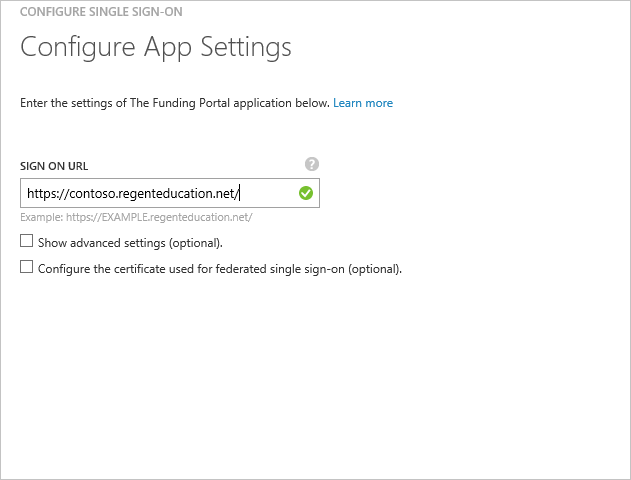 CONFIGURE SINGLE SIGN-ON
Configure App Settings
Enter the settings of The Funding Portal application below. Learn more
SIGN ON URL ?
https://contoso.regenteducation.net/
Example: https://EXAMPLE.regenteducation.net/
Show advanced settings (optional).
Configure the certificate used for federated single sign-on (optional).